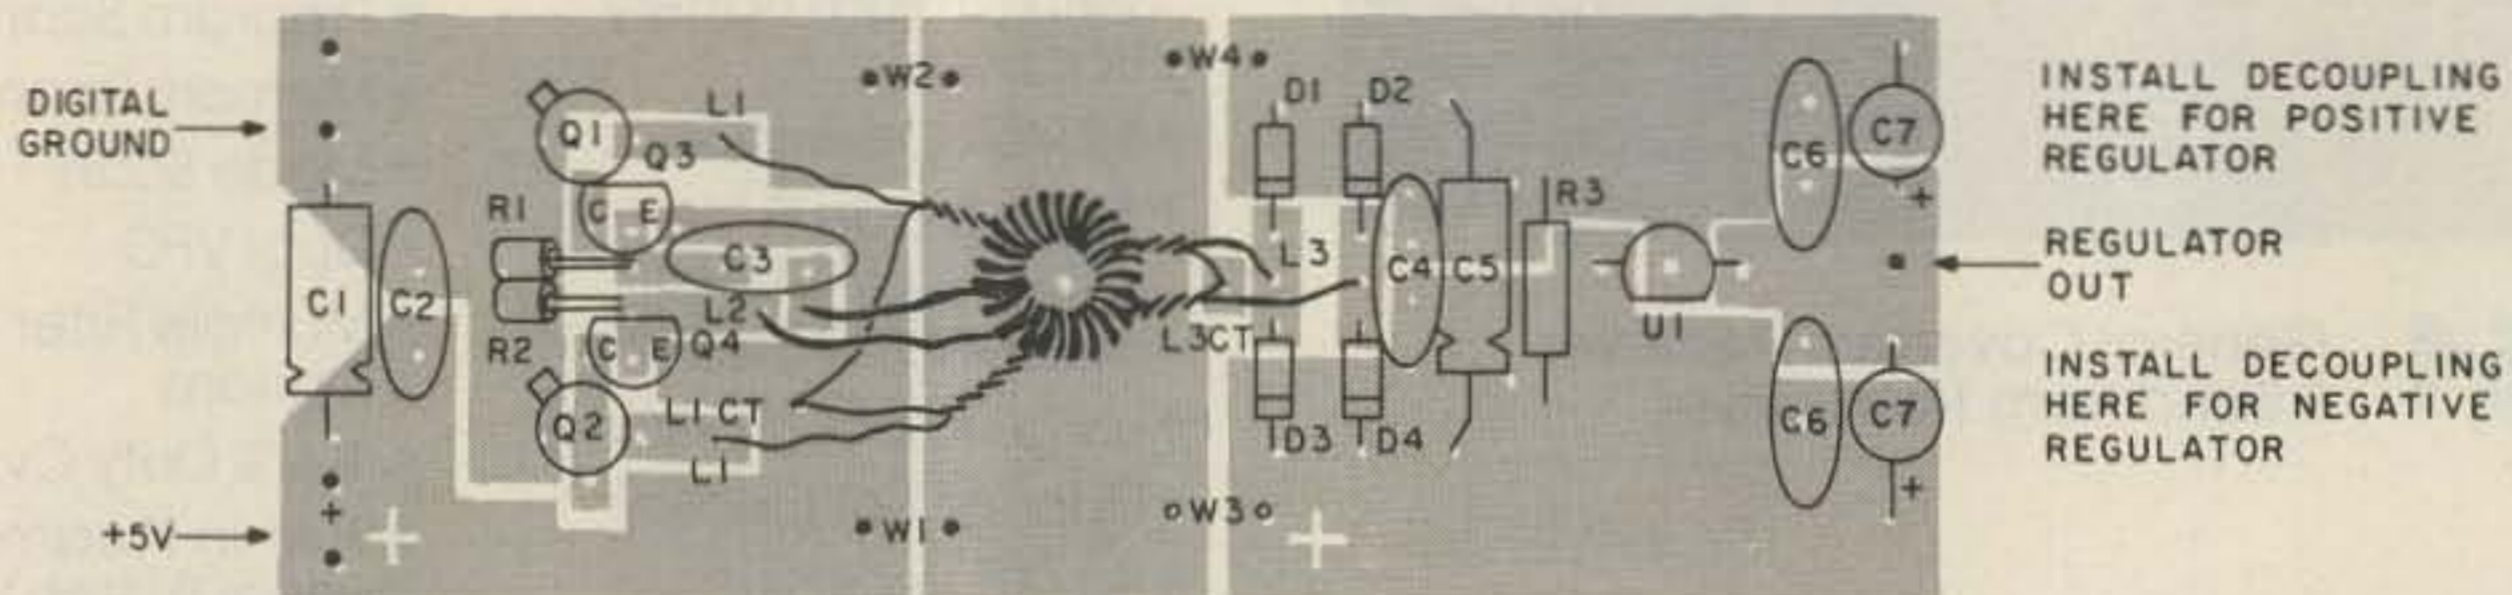 DIGITAL
GROUND
+5V
C1
C2
R1
R2
Q1
Q3
C E
C3
L1
L2
C E
Q4
Q2
L1 CT
L1
W2
W1
+
W4
W3
L3
L3CT
D1
D2
D3
D4
C4
C5
R3
U1
C6
C7
+
C6
C7
+
INSTALL DECOUPLING
HERE FOR POSITIVE
REGULATOR
REGULATOR
OUT
INSTALL DECOUPLING
HERE FOR NEGATIVE
REGULATOR